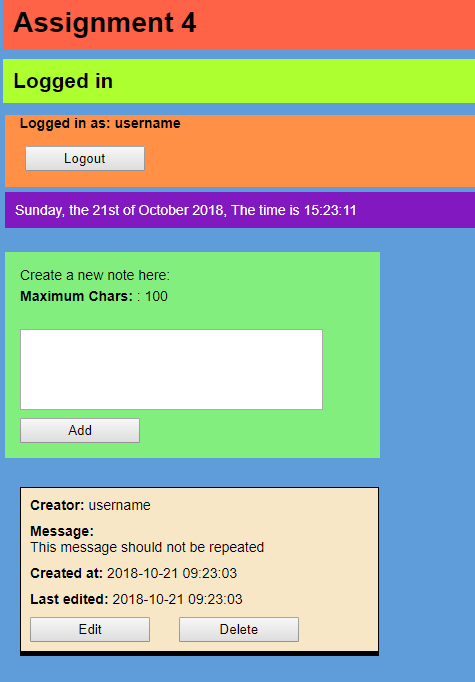 Assignment 4
Logged in
Logged in as: username
Logout
Sunday, the 21st of October 2018, The time is 15:23:11
Create a new note here:
Maximum Chars: : 100
Add
Creator: username
Message:
This message should not be repeated
Created at: 2018-10-21 09:23:03
Last edited: 2018-10-21 09:23:03
Edit Delete